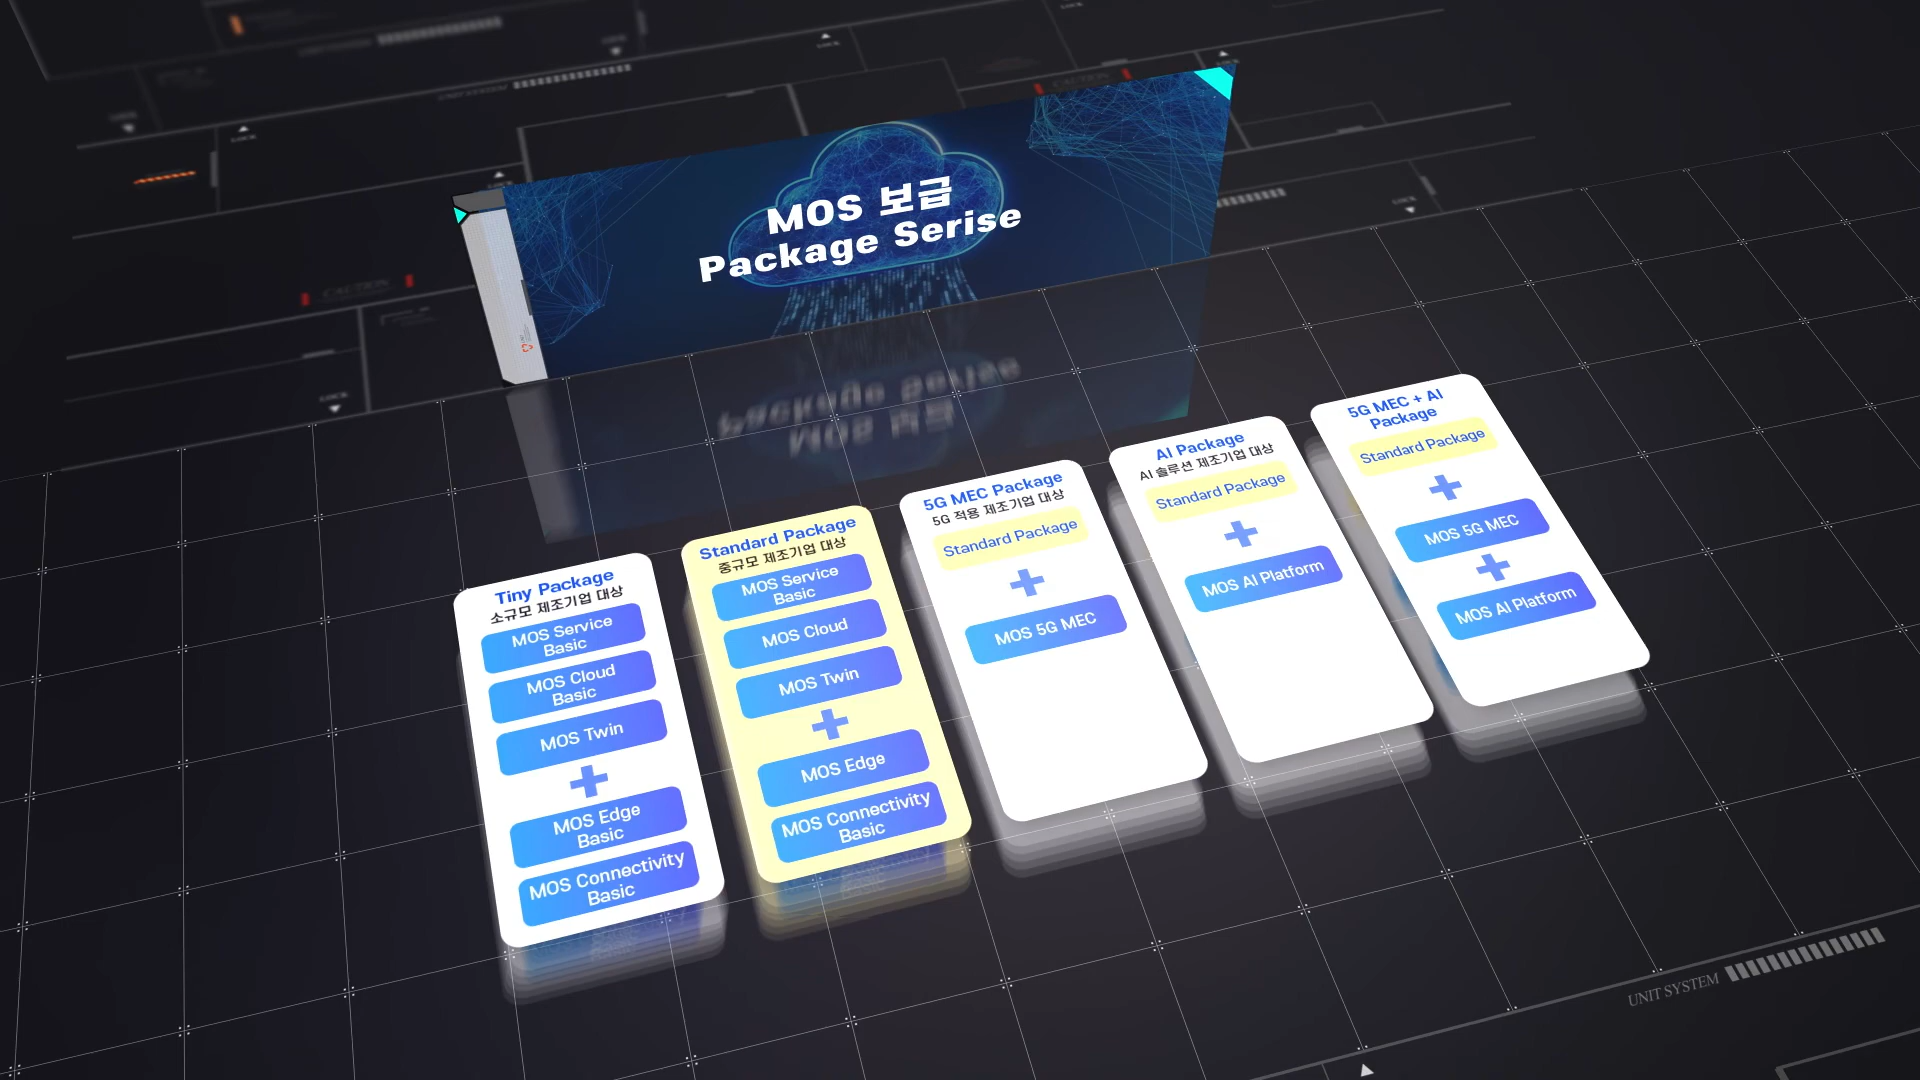 MOS 보급
Package Serise
Tiny Package
소규모 제조기업 대상
MOS Service
Basic
MOS Cloud
Basic
MOS Twin
MOS Edge
Basic
MOS Connectivity
Basic
Standard Package
중규모 제조기업 대상
MOS Service
Basic
MOS Cloud
MOS Twin
MOS Edge
MOS Connectivity
Basic
5G MEC Package
5G 적용 제조기업 대상
Standard Package
MOS 5G MEC
AI Package
AI 솔루션 제조기업 대상
Standard Package
MOS AI Platform
5G MEC + AI
Package
Standard Package
MOS 5G MEC
MOS AI Platform
CAUTION
CAUTION
UNIT SYSTEM